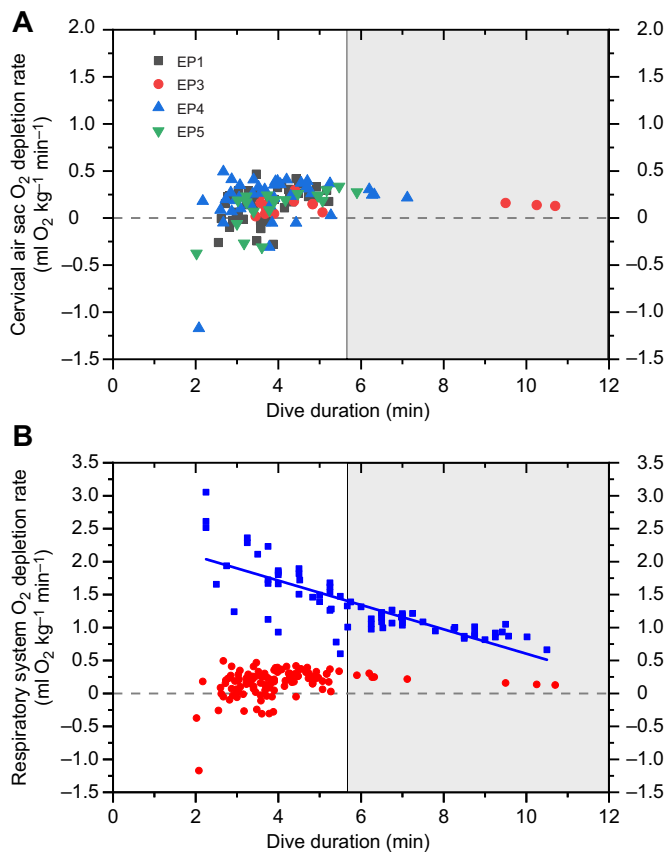 A
Cervical air sac O2 depletion rate
(ml O2 kg–1 min–1)
2.0
1.5
1.0
0.5
0
–0.5
–1.0
–1.5
EP1
EP3
EP4
EP5
2.0
1.5
1.0
0.5
0
–0.5
–1.0
–1.5
0 2 4 6 8 10 12
Dive duration (min)
B
Respiratory system O2 depletion rate
(ml O2 kg–1 min–1)
3.5
3.0
2.5
2.0
1.5
1.0
0.5
0
–0.5
–1.0
–1.5
3.5
3.0
2.5
2.0
1.5
1.0
0.5
0
–0.5
–1.0
–1.5
0 2 4 6 8 10 12
Dive duration (min)